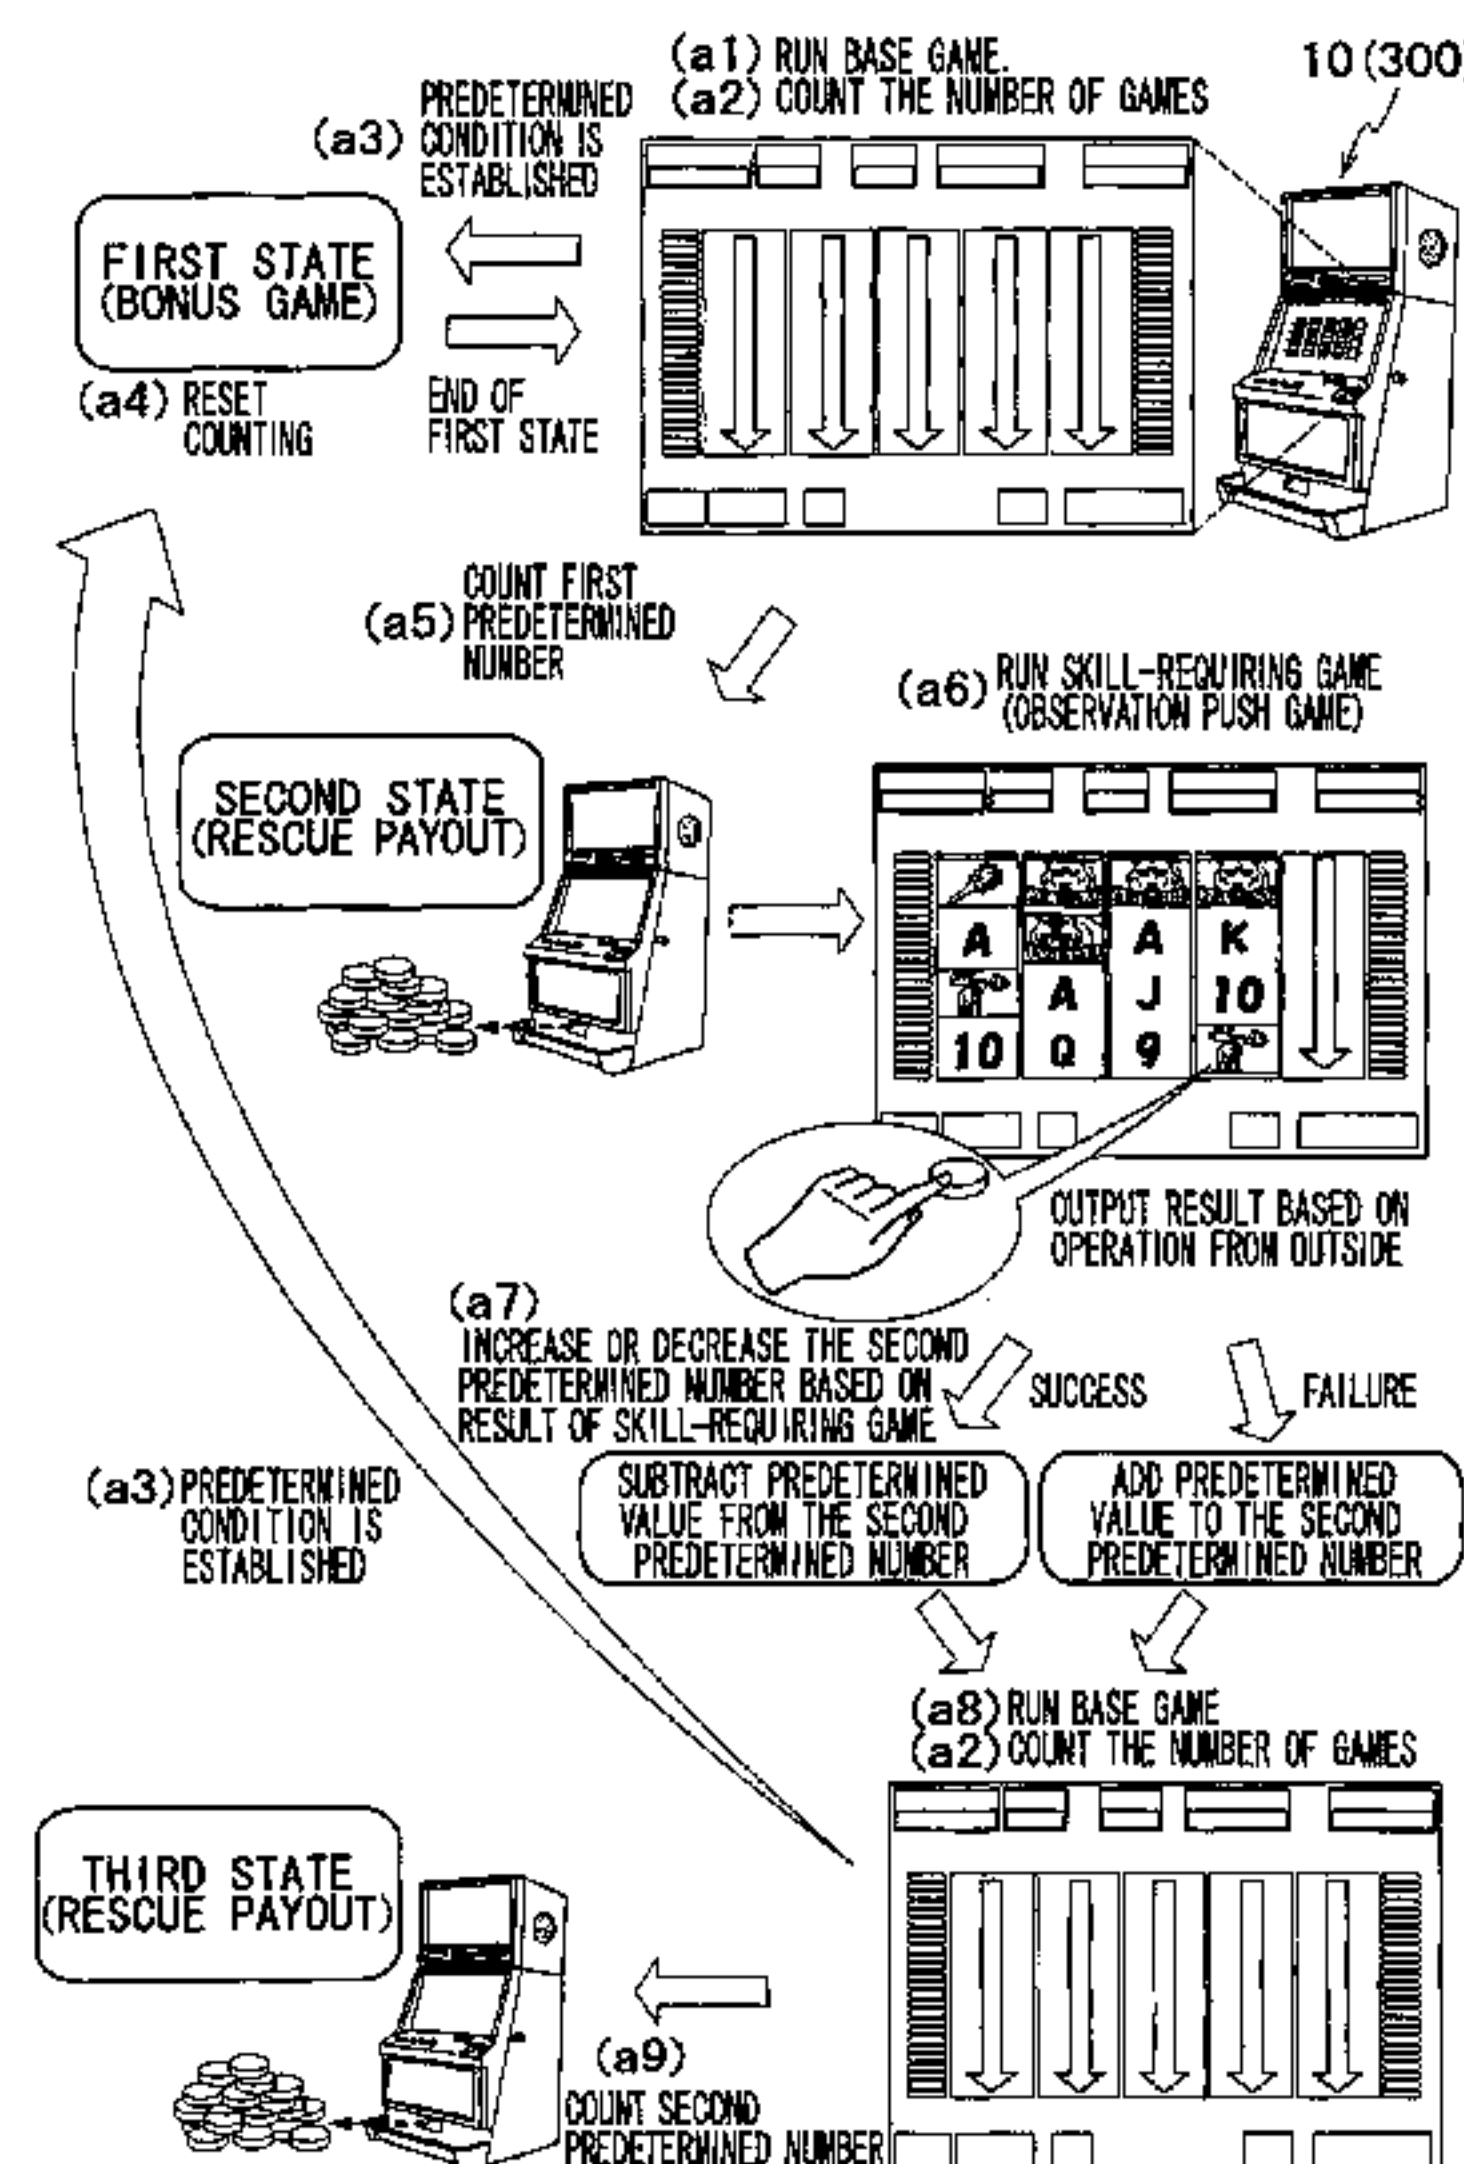 (a1) RUN BASE GAME.
(a2) COUNT THE NUMBER OF GAMES
10(300)
(a3) PREDETERMINED
CONDITION IS
ESTABLISHED
FIRST STATE
(BONUS GAME)
(a4) RESET
COUNTING
END OF
FIRST STATE
(a5) COUNT FIRST
PREDETERMINED
NUMBER
(a6) RUN SKILL-REQUIRING GAME
(OBSERVATION PUSH GAME)
SECOND STATE
(RESCUE PAYOUT)
A A K
A J 10
10 Q 9
OUTPUT RESULT BASED ON
OPERATION FROM OUTSIDE
(a7)
INCREASE OR DECREASE THE SECOND
PREDETERMINED NUMBER BASED ON
RESULT OF SKILL-REQUIRING GAME
SUCCESS
FAILURE
SUBTRACT PREDETERMINED
VALUE FROM THE SECOND
PREDETERMINED NUMBER
ADD PREDETERMINED
VALUE TO THE SECOND
PREDETERMINED NUMBER
(a3) PREDETERMINED
CONDITION IS
ESTABLISHED
(a8) RUN BASE GAME
(a2) COUNT THE NUMBER OF GAMES
THIRD STATE
(RESCUE PAYOUT)
(a9)
COUNT SECOND
PREDETERMINED NUMBER